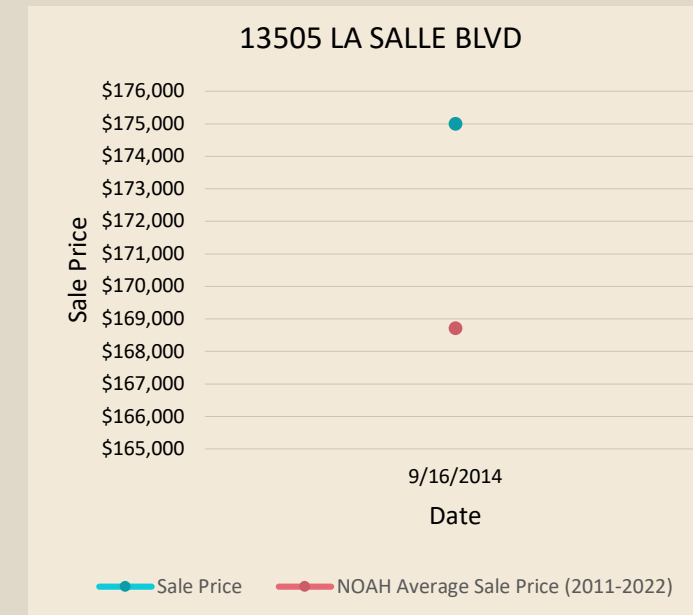 13505 LA SALLE BLVD
$176,000
$175,000
$174,000
$173,000
$172,000
$171,000
$170,000
$169,000
$168,000
$167,000
$166,000
$165,000
Sale Price
9/16/2014
Date
Sale Price
NOAH Average Sale Price (2011-2022)